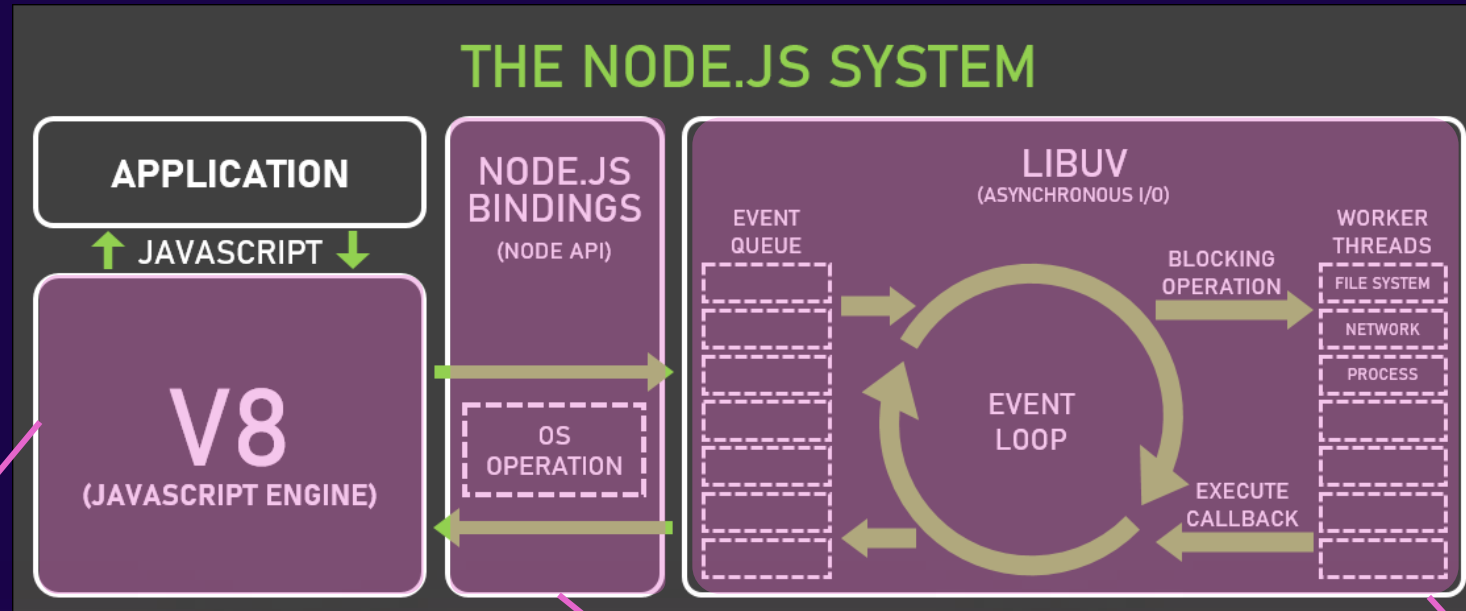 THE NODE.JS SYSTEM
APPLICATION
JAVASCRIPT
V8
(JAVASCRIPT ENGINE)
NODE.JS
BINDINGS
(NODE API)
OS
OPERATION
LIBUV
(ASYNCHRONOUS I/O)
EVENT
QUEUE
EVENT
LOOP
BLOCKING
OPERATION
EXECUTE
CALLBACK
WORKER
THREADS
FILE SYSTEM
NETWORK
PROCESS